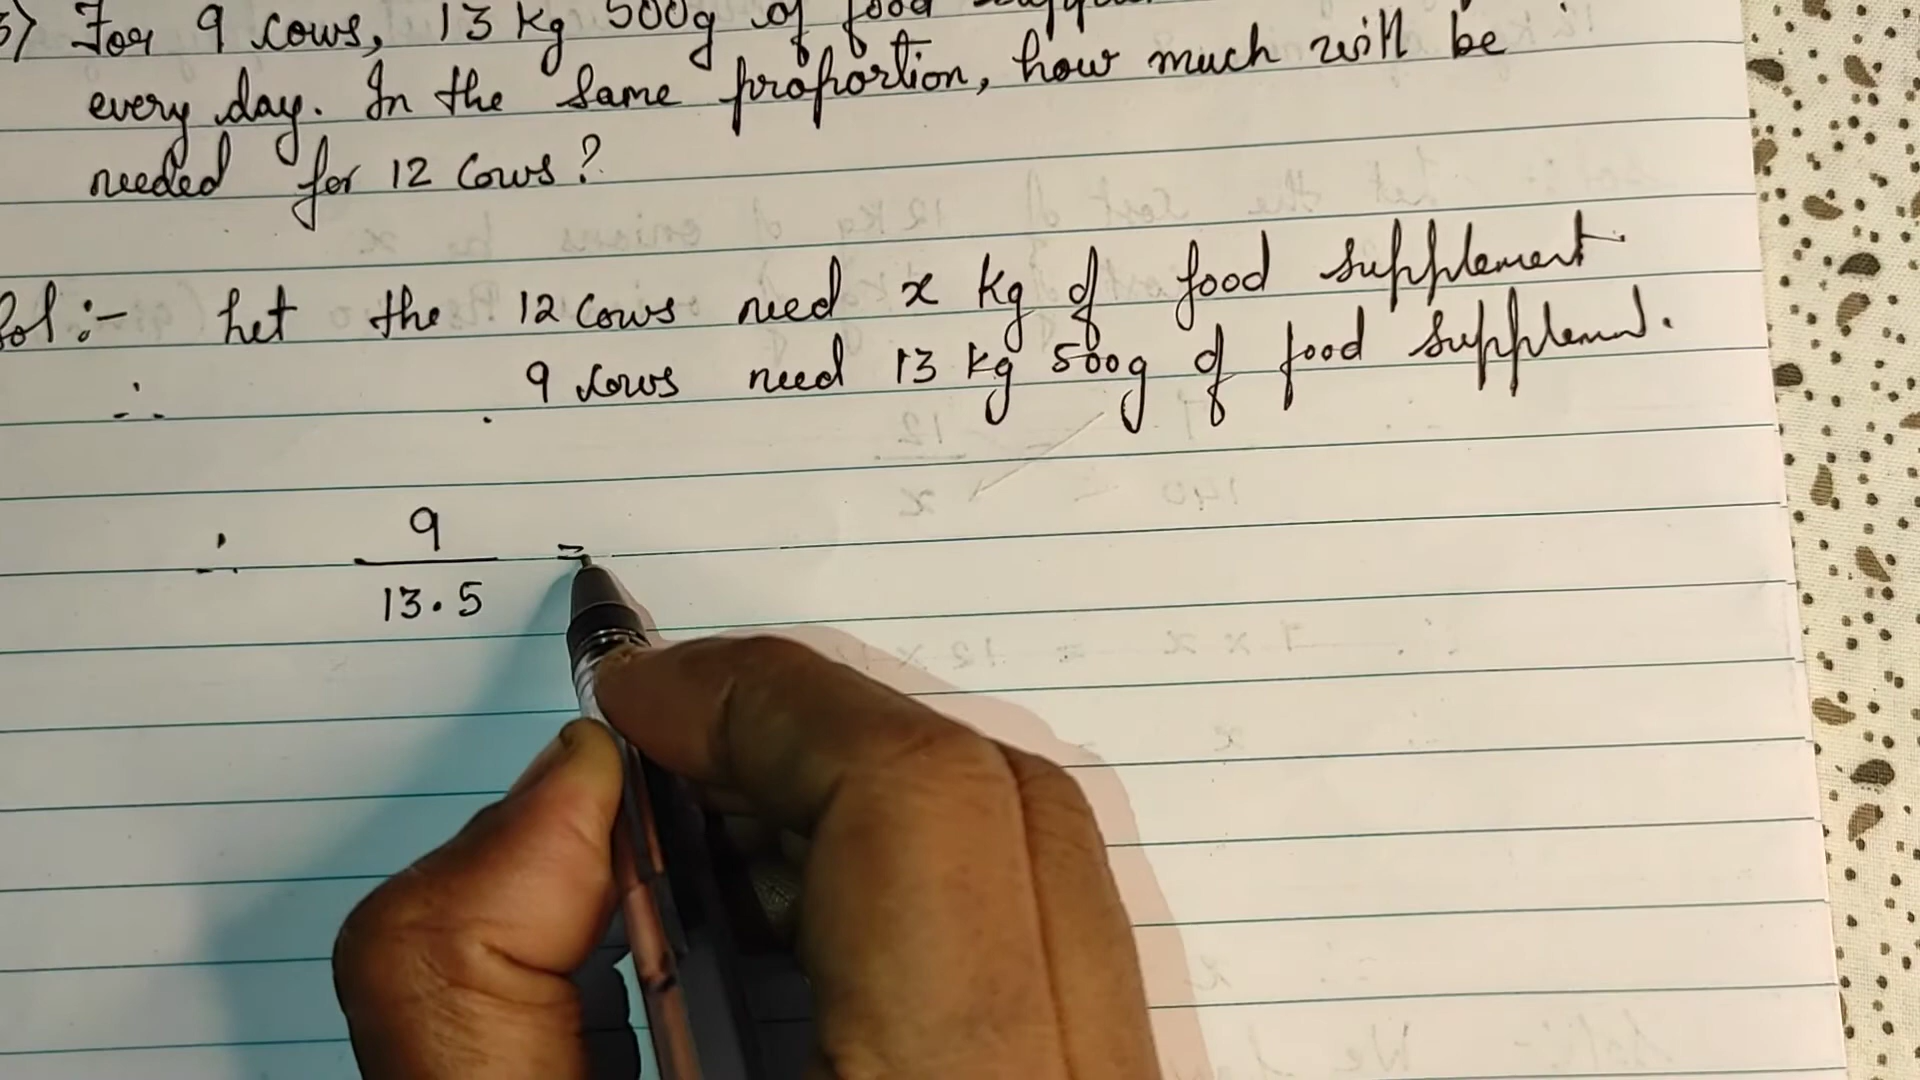 3) For 9 cows, 13 kg 500g of food
every day. In the same proportion, how much will be
needed for 12 Cows?
Sol :- Let the 12 Cows need x kg of food supplement
∴ 9 cows need 13 kg 500g of food supplement.
∴ 9
13.5 =